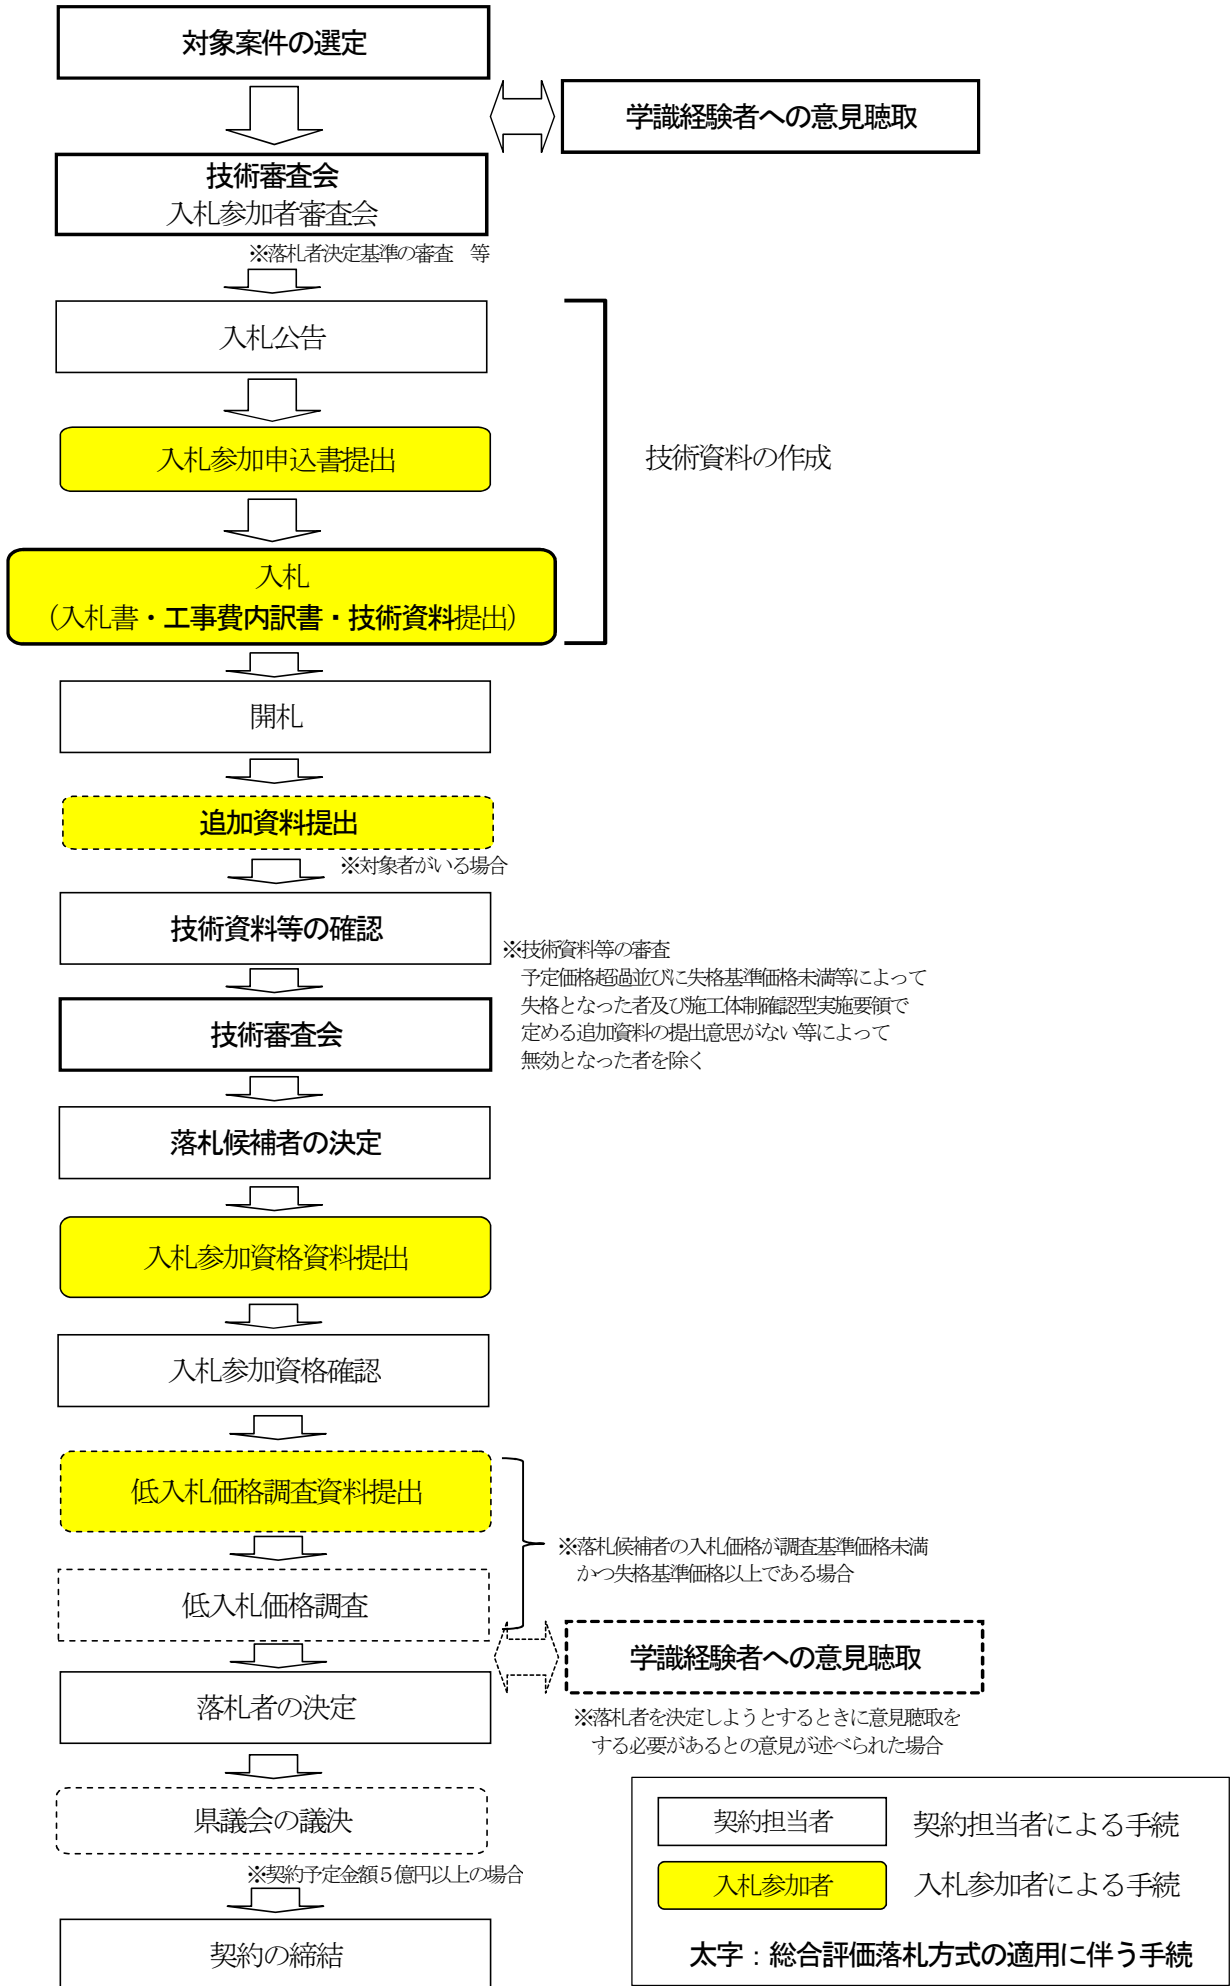 対象案件の選定
学識経験者への意見聴取
技術審査会
入札参加者審査会
※落札者決定基準の審査　等
入札公告
入札参加申込書提出
技術資料の作成
入札
（入札書・工事費内訳書・技術資料提出）
開札
追加資料提出
※対象者がいる場合
技術資料等の確認
※技術資料等の審査
予定価格超過並びに失格基準価格未満等によって
失格となった者及び施工体制確認型実施要領で
定める追加資料の提出意思がない等によって
無効となった者を除く
技術審査会
落札候補者の決定
入札参加資格資料提出
入札参加資格確認
低入札価格調査資料提出
※落札候補者の入札価格が調査基準価格未満
かつ失格基準価格以上である場合
低入札価格調査
学識経験者への意見聴取
落札者の決定
※落札者を決定しようとするときに意見聴取を
する必要があるとの意見が述べられた場合
県議会の議決
※契約予定金額５億円以上の場合
契約の締結
契約担当者　契約担当者による手続
入札参加者　入札参加者による手続
太字：総合評価落札方式の適用に伴う手続